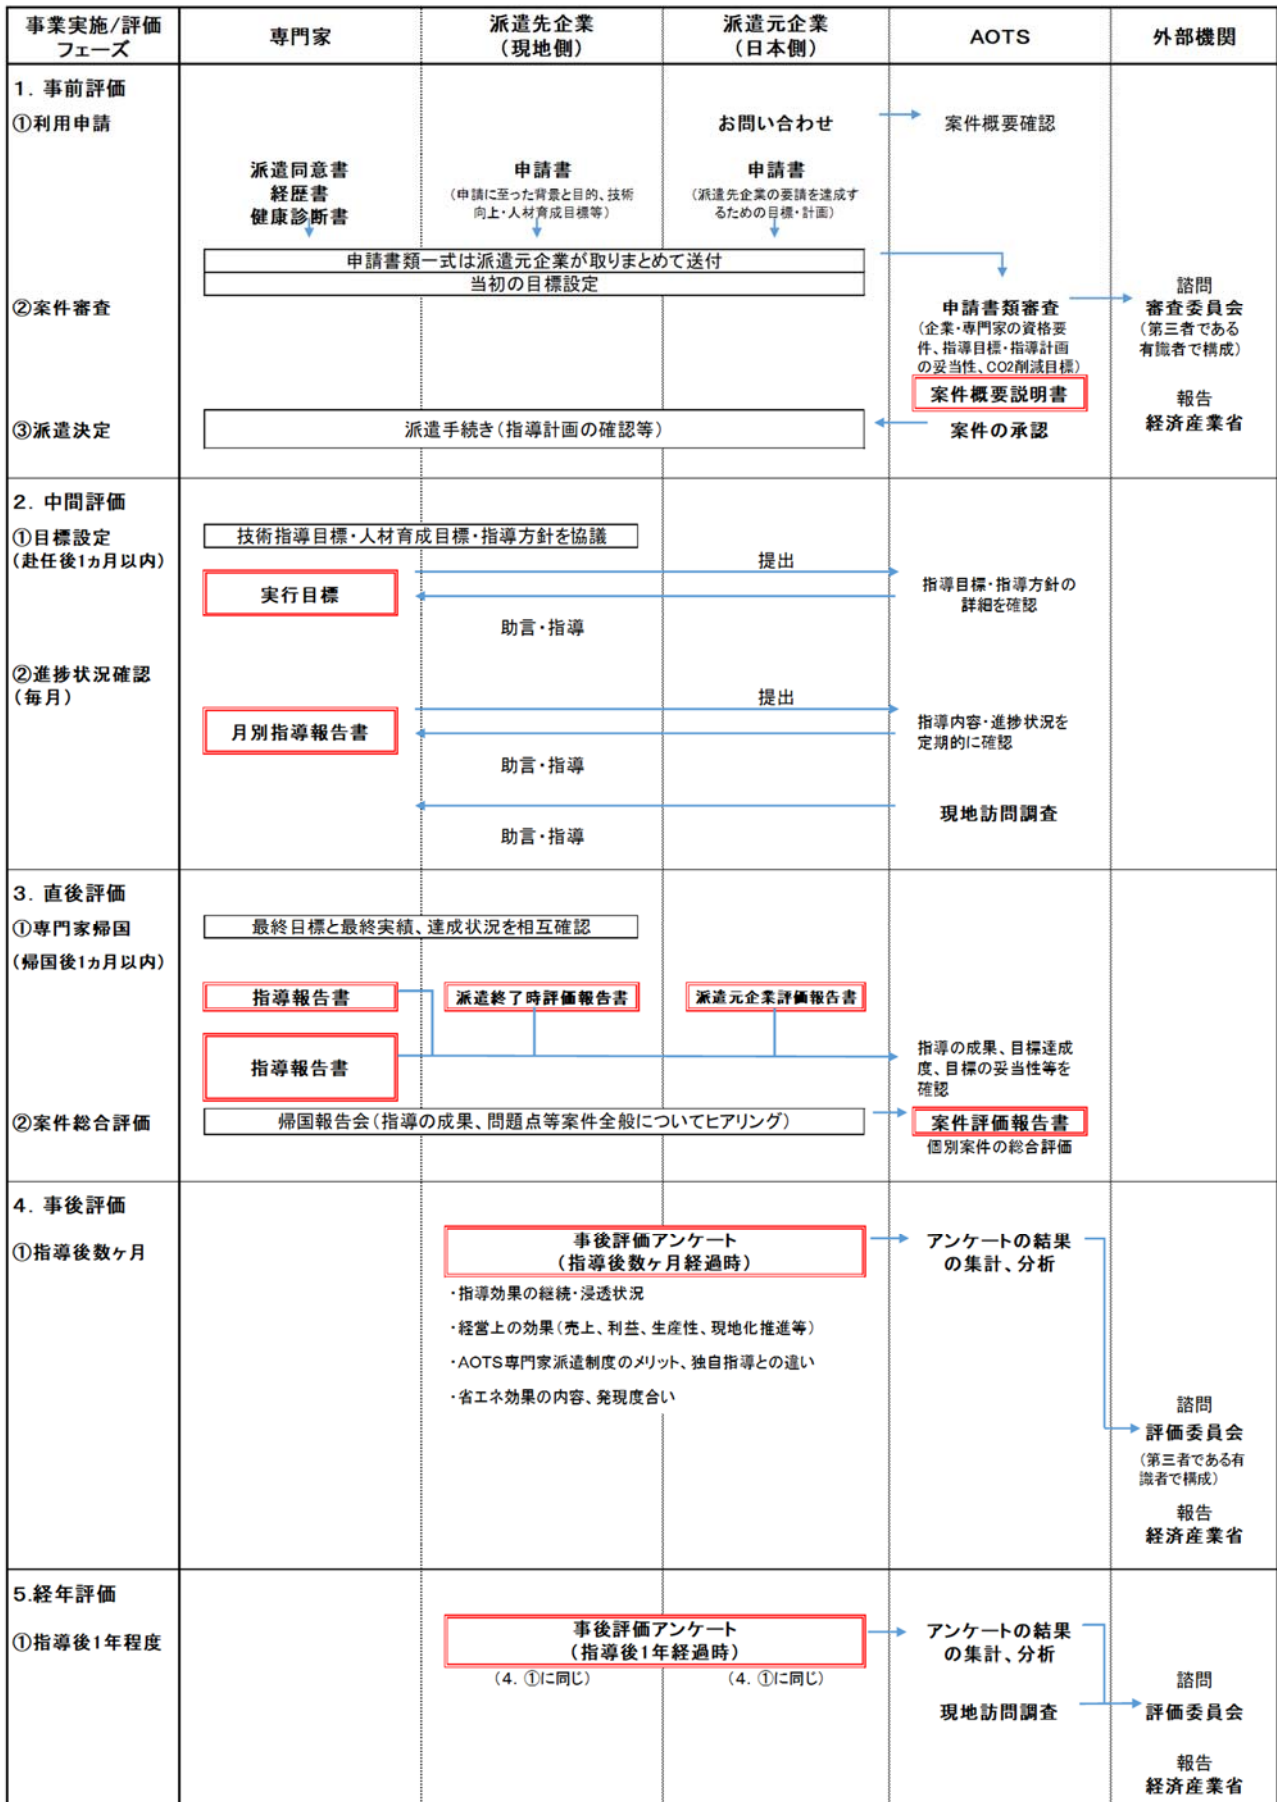 事業実施/評価
フェーズ
専門家
派遣先企業
（現地側）
派遣元企業
（日本側）
AOTS
外部機関
1．事前評価
①利用申請
お問い合わせ
案件概要確認
派遣同意書
経歴書
健康診断書
申請書
（申請に至った背景と目的、技術
向上・人材育成目標等）
申請書
（派遣先企業の要請を達成す
るための目標・計画）
申請書類一式は派遣元企業が取りまとめて送付
当初の目標設定
②案件審査
申請書類審査
（企業・専門家の資格要
件、指導目標・指導計画
の妥当性、CO2削減目標）
案件概要説明書
諮問
審査委員会
（第三者である
有識者で構成）
報告
経済産業省
③派遣決定
派遣手続き（指導計画の確認等）
案件の承認
2．中間評価
①目標設定
(赴任後1ヵ月以内)
技術指導目標・人材育成目標・指導方針を協議
提出
実行目標
指導目標・指導方針の
詳細を確認
助言・指導
②進捗状況確認
（毎月）
提出
月別指導報告書
指導内容・進捗状況を
定期的に確認
助言・指導
現地訪問調査
助言・指導
3．直後評価
①専門家帰国
(帰国後1ヵ月以内)
最終目標と最終実績、達成状況を相互確認
指導報告書
派遣終了時評価報告書
派遣元企業評価報告書
指導報告書
指導の成果、目標達成
度、目標の妥当性等を
確認
②案件総合評価
帰国報告会（指導の成果、問題点等案件全般についてヒアリング）
案件評価報告書
個別案件の総合評価
4．事後評価
①指導後数ヶ月
事後評価アンケート
（指導後数ヶ月経過時）
アンケートの結果
の集計、分析
・指導効果の継続・浸透状況
・経営上の効果（売上、利益、生産性、現地化推進等）
・AOTS専門家派遣制度のメリット、独自指導との違い
・省エネ効果の内容、発現度合い
諮問
評価委員会
（第三者である有
識者で構成）
報告
経済産業省
5.経年評価
①指導後1年程度
事後評価アンケート
（指導後1年経過時）
（4．①に同じ）
（4．①に同じ）
アンケートの結果
の集計、分析
現地訪問調査
諮問
評価委員会
報告
経済産業省